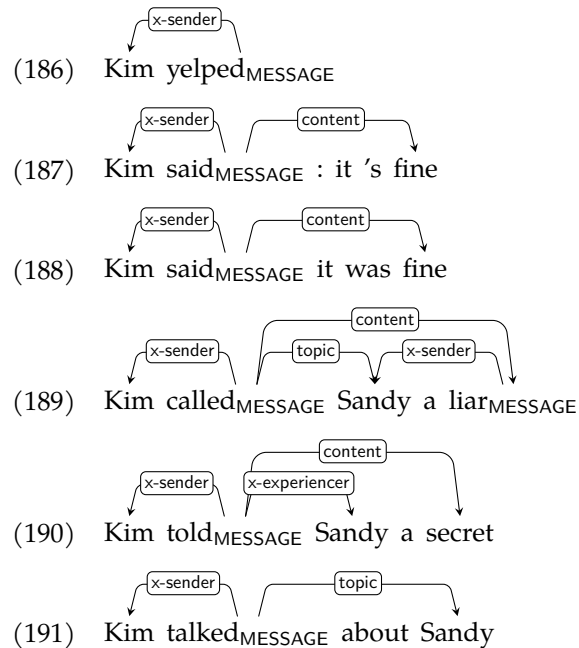 x-sender
(186) Kim yelpedMESSAGE
x-sender content
(187) Kim saidMESSAGE : it 's fine
x-sender content
(188) Kim saidMESSAGE it was fine
content
x-sender topic x-sender
(189) Kim calledMESSAGE Sandy a liarMESSAGE
content
x-sender x-experiencer
(190) Kim toldMESSAGE Sandy a secret
x-sender topic
(191) Kim talkedMESSAGE about Sandy